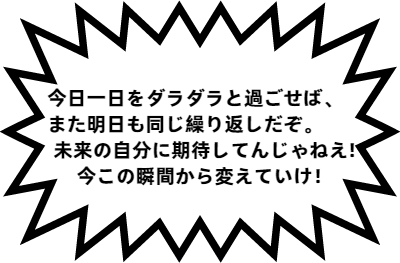 今日一日をダラダラと過ごせば、
また明日も同じ繰り返しだぞ。
未来の自分に期待してんじゃねえ!
今この瞬間から変えていけ!